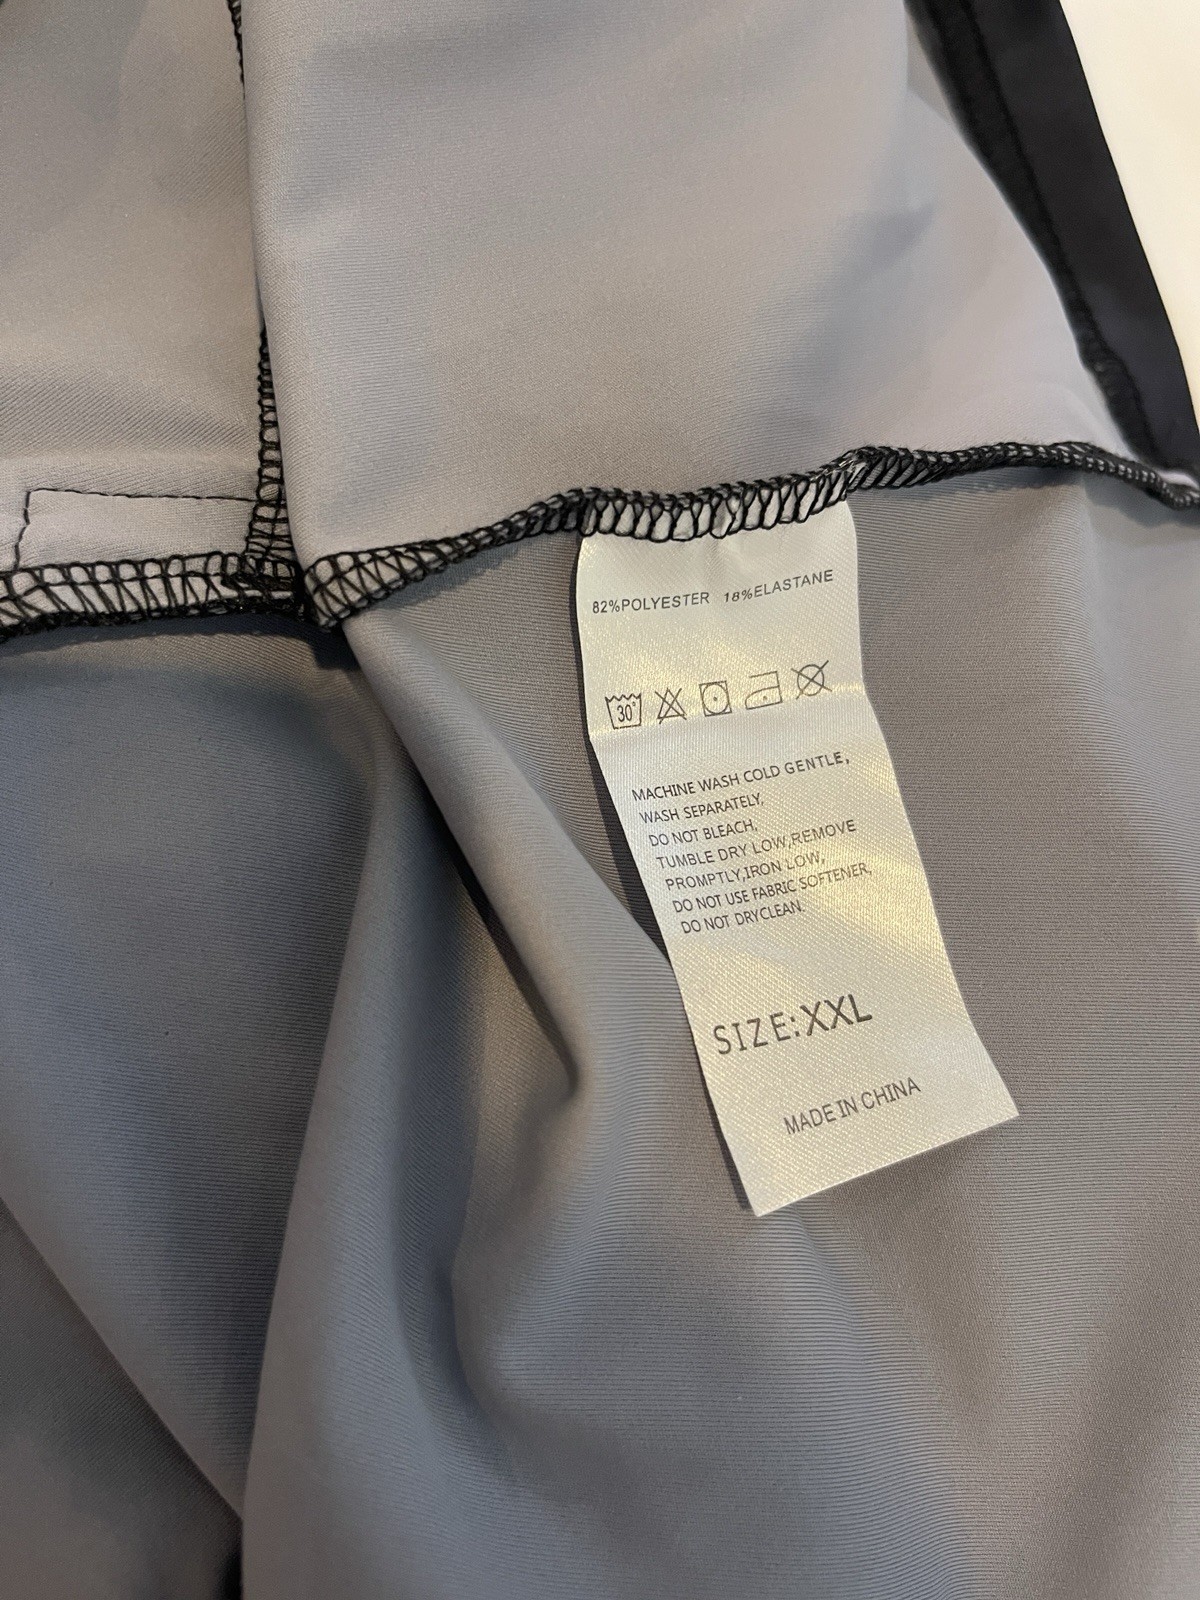 82%POLYESTER 18%ELASTANE
30°
MACHINE WASH COLD GENTLE,
WASH SEPARATELY,
DO NOT BLEACH,
TUMBLE DRY LOW,REMOVE
PROMPTLY,IRON LOW,
DO NOT USE FABRIC SOFTENER,
DO NOT DRYCLEAN.
SIZE:XXL
MADE IN CHINA